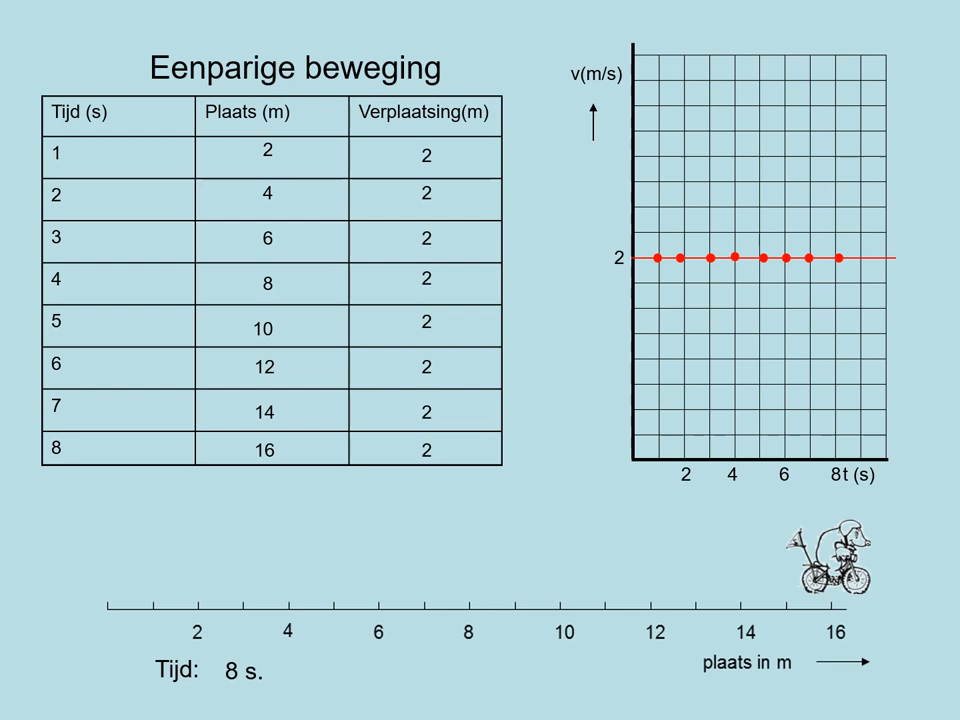 Eenparige beweging
Tijd (s) Plaats (m) Verplaatsing(m)
1 2 2
2 4 2
3 6 2
4 8 2
5 10 2
6 12 2
7 14 2
8 16 2
v(m/s)
2
2 4 6 8 t (s)
2 4 6 8 10 12 14 16
plaats in m
Tijd: 8 s.